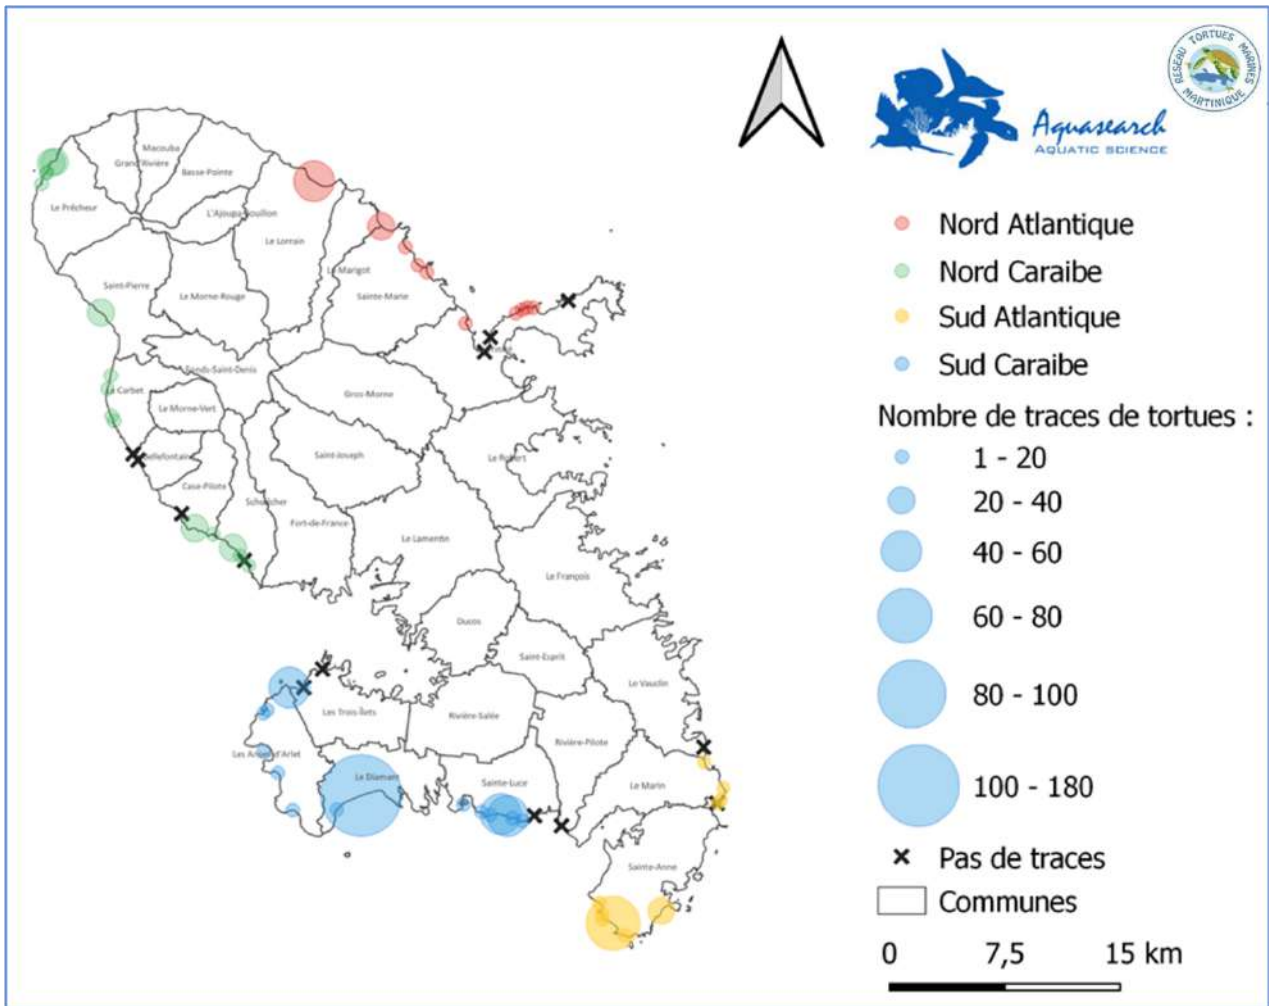 RESEAU TORTUES MARINES
MARTINIQUE
Aquasearch
AQUATIC SCIENCE
Macouba
Grand'Rivière
Basse-Pointe
Le Prêcheur
L'Ajoupa-Bouillon
Le Lorrain
Le Marigot
Saint-Pierre
Le Morne-Rouge
Sainte-Marie
Fonds-Saint-Denis
Le Carbet
Gros-Morne
Le Morne-Vert
Bellefontaine
Saint-Joseph
Le Robert
Case-Pilote
Schœlcher
Fort-de-France
Le Lamentin
Le François
Ducos
Saint-Esprit
Le Vauclin
Les Trois-Îlets
Rivière-Salée
Rivière-Pilote
Les Anses-d'Arlet
Le Diamant
Sainte-Luce
Le Marin
Sainte-Anne
Nord Atlantique
Nord Caraibe
Sud Atlantique
Sud Caraibe
Nombre de traces de tortues :
1 - 20
20 - 40
40 - 60
60 - 80
80 - 100
100 - 180
Pas de traces
Communes
0 7,5 15 km